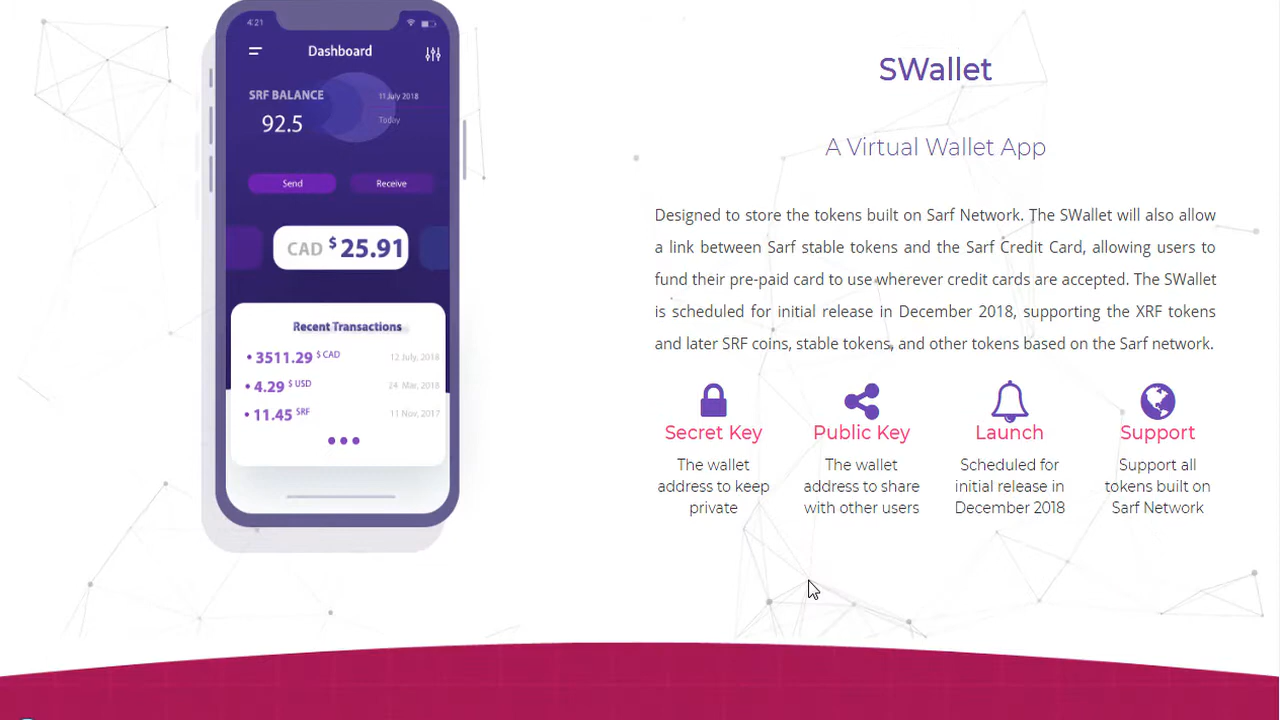 4:21
Dashboard
SRF BALANCE
11 July 2018
92.5
Today
Send
Receive
CAD $ 25.91
Recent Transactions
• 3511.29 $ CAD 12 July, 2018
• 4.29 $ USD 24 Mar, 2018
• 11.45 SRF 11 Nov, 2017
SWallet
A Virtual Wallet App
Designed to store the tokens built on Sarf Network. The SWallet will also allow
a link between Sarf stable tokens and the Sarf Credit Card, allowing users to
fund their pre-paid card to use wherever credit cards are accepted. The SWallet
is scheduled for initial release in December 2018, supporting the XRF tokens
and later SRF coins, stable tokens, and other tokens based on the Sarf network.
Secret Key
The wallet
address to keep
private
Public Key
The wallet
address to share
with other users
Launch
Scheduled for
initial release in
December 2018
Support
Support all
tokens built on
Sarf Network